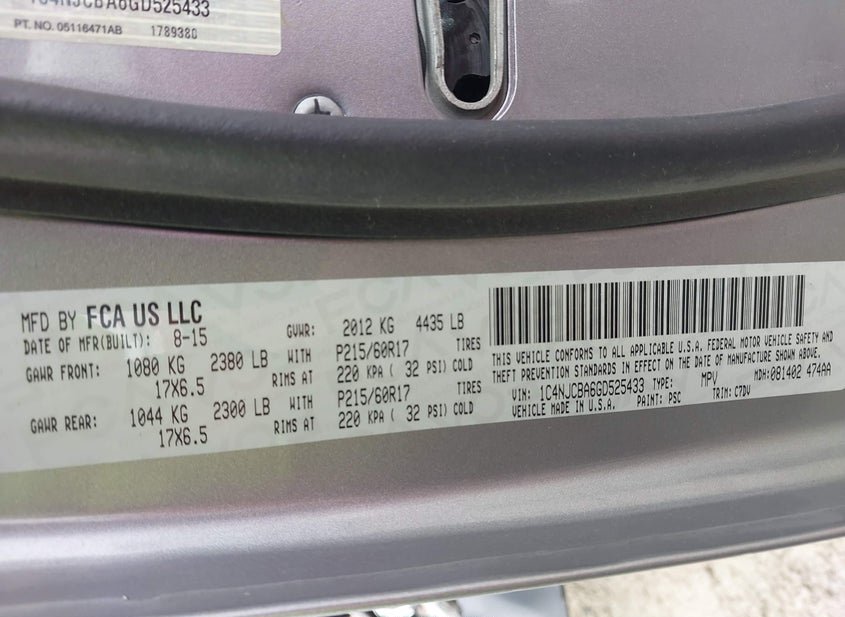 1C4NJCBA6GD525433
PT. NO. 05116471AB 1789380
MFD BY FCA US LLC
DATE OF MFR(BUILT): 8-15 GVWR: 2012 KG 4435 LB
GAWR FRONT: 1080 KG 2380 LB WITH P215/60R17 TIRES
17X6.5 RIMS AT 220 KPA ( 32 PSI) COLD
GAWR REAR: 1044 KG 2300 LB WITH P215/60R17 TIRES
17X6.5 RIMS AT 220 KPA ( 32 PSI) COLD
THIS VEHICLE CONFORMS TO ALL APPLICABLE U.S.A. FEDERAL MOTOR VEHICLE SAFETY AND
THEFT PREVENTION STANDARDS IN EFFECT ON THE DATE OF MANUFACTURE SHOWN ABOVE.
VIN: 1C4NJCBA6GD525433 TYPE: MPV MDH: 081402 474AA
VEHICLE MADE IN U.S.A. PAINT: PSC TRIM: C7DV